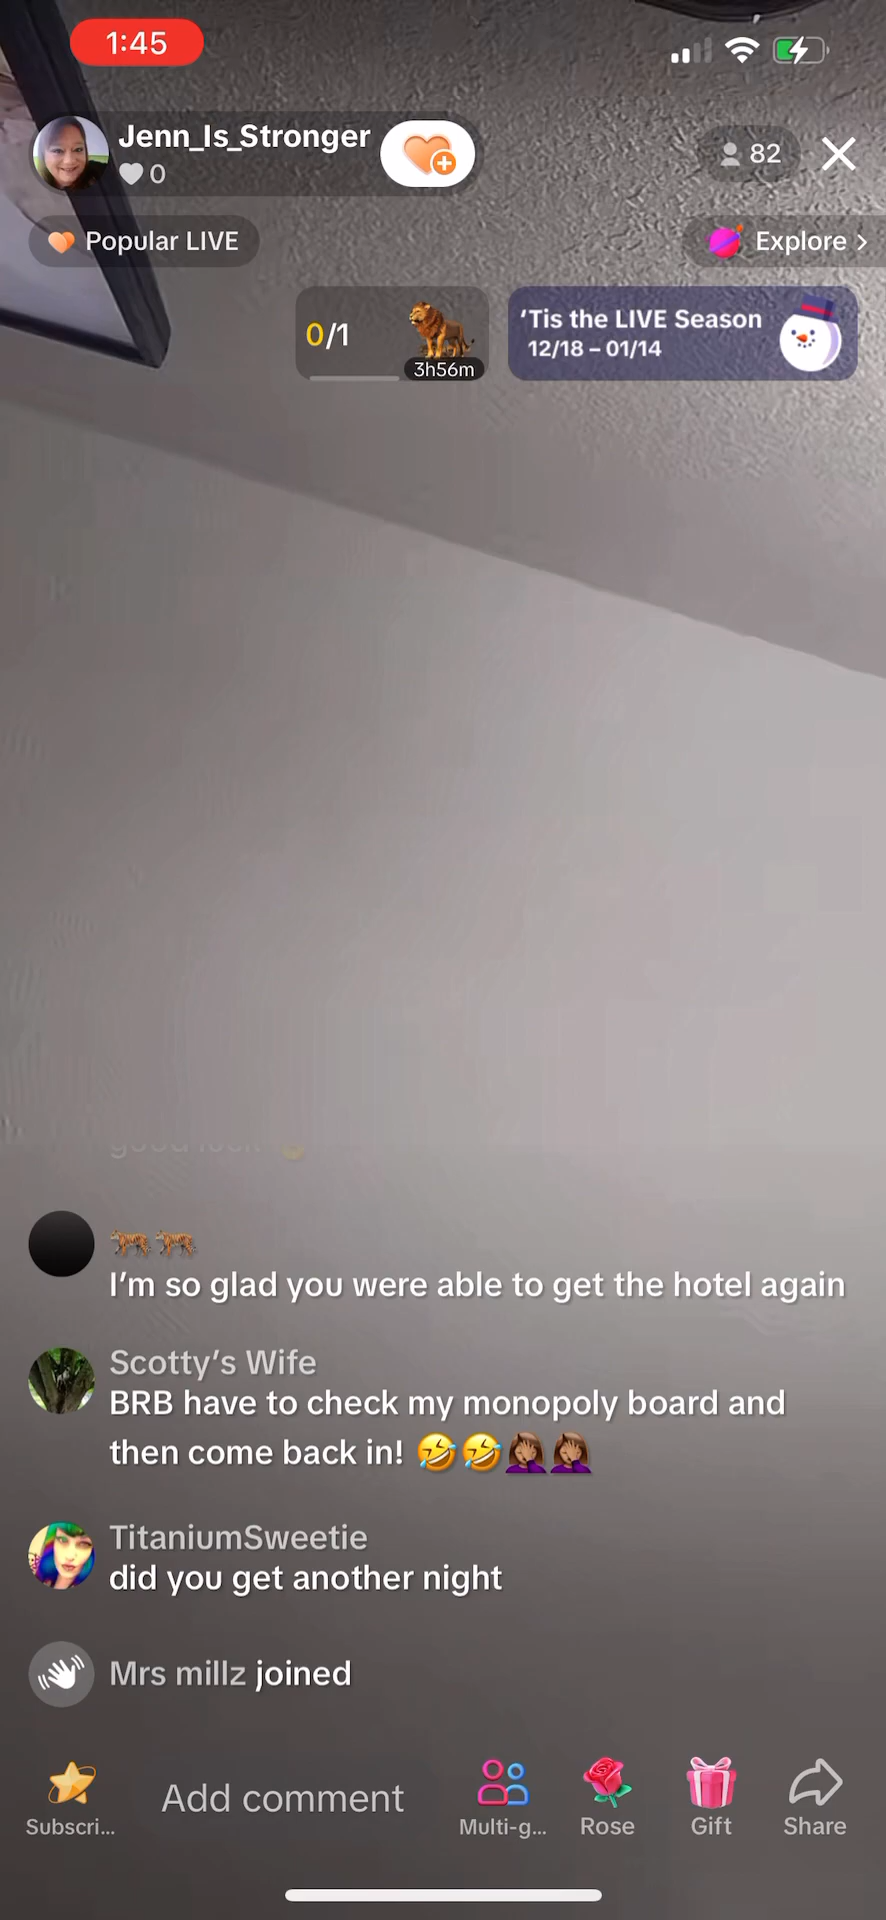 1:45
Jenn_Is_Stronger
0
82
Popular LIVE
Explore >
0/1
3h56m
‘Tis the LIVE Season
12/18 – 01/14
I’m so glad you were able to get the hotel again
Scotty’s Wife
BRB have to check my monopoly board and
then come back in! 🤣🤣🤦🏾‍♀️🤦🏾‍♀️
TitaniumSweetie
did you get another night
Mrs millz joined
Subscri...
Add comment
Multi-g...
Rose
Gift
Share